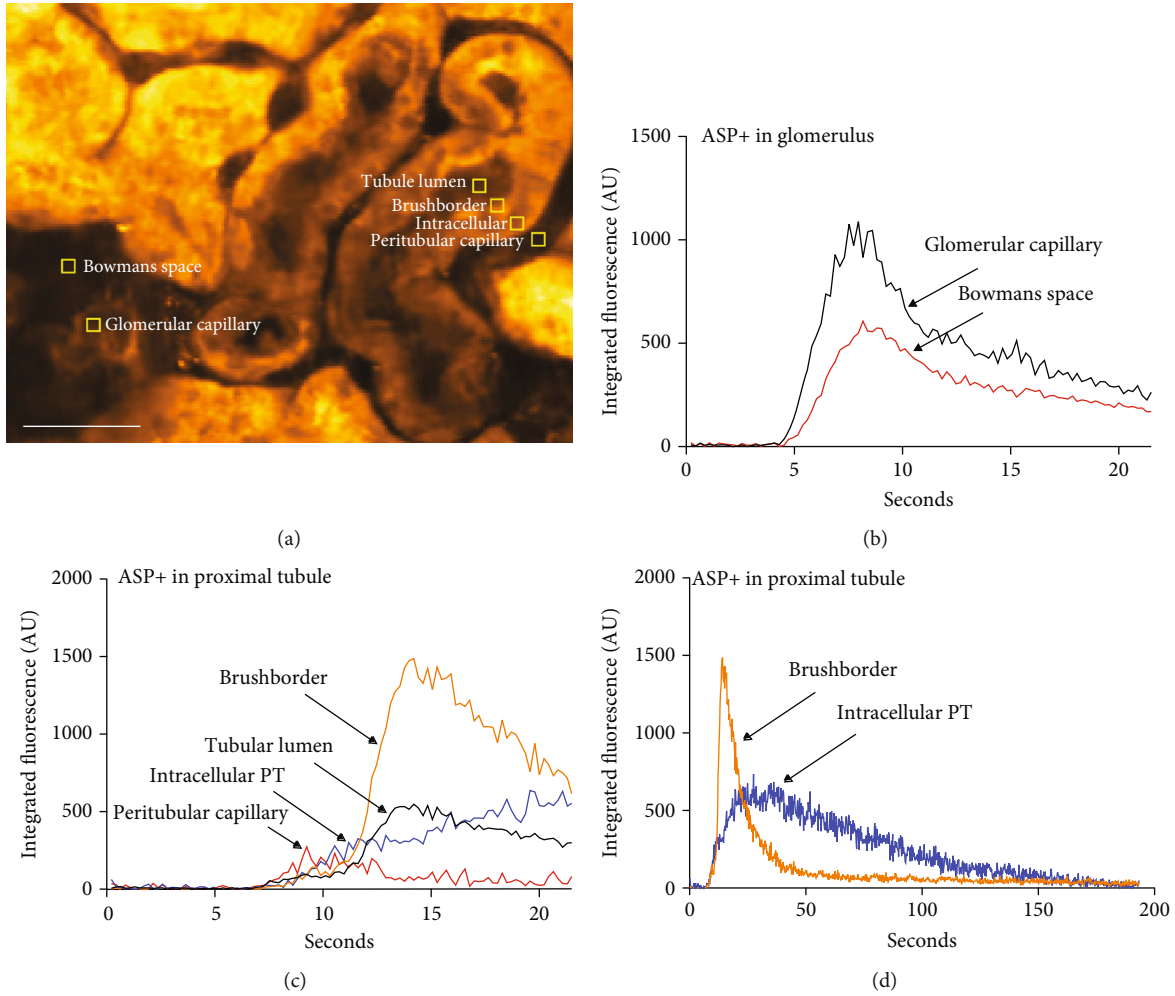 Tubule lumen
Brushborder
Intracellular
Peritubular capillary
Bowmans space
Glomerular capillary
(a)
ASP+ in glomerulus
Integrated fluorescence (AU)
1500
1000
500
0
Glomerular capillary
Bowmans space
0 5 10 15 20
Seconds
(b)
ASP+ in proximal tubule
Integrated fluorescence (AU)
2000
1500
1000
500
0
Brushborder
Tubular lumen
Intracellular PT
Peritubular capillary
0 5 10 15 20
Seconds
(c)
ASP+ in proximal tubule
Integrated fluorescence (AU)
2000
1500
1000
500
0
Brushborder
Intracellular PT
0 50 100 150 200
Seconds
(d)